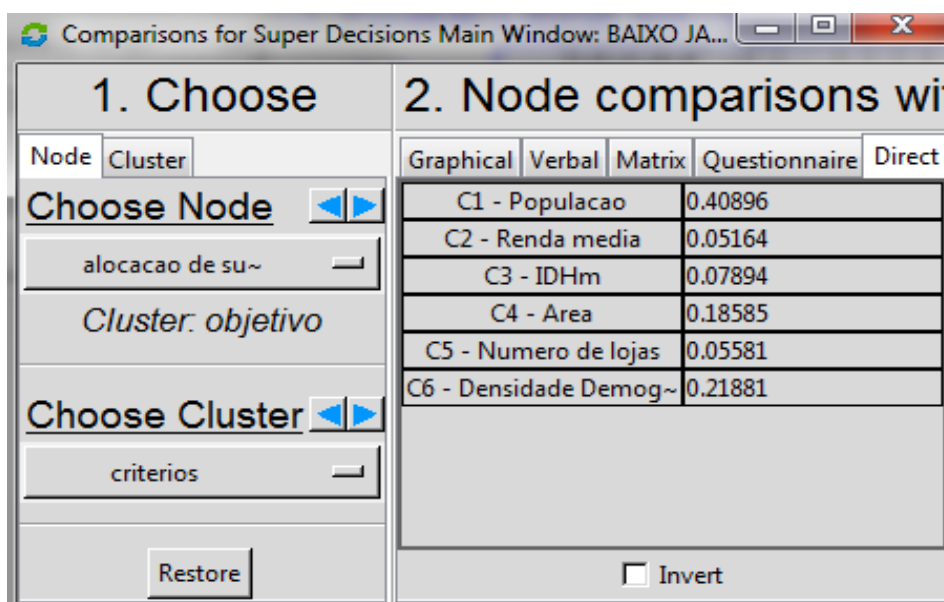 Comparisons for Super Decisions Main Window: BAIXO JA...
1. Choose
Node Cluster
Choose Node
alocacao de su~
Cluster: objetivo
Choose Cluster
criterios
Restore
2. Node comparisons wi
Graphical Verbal Matrix Questionnaire Direct
C1 - Populacao 0.40896
C2 - Renda media 0.05164
C3 - IDHm 0.07894
C4 - Area 0.18585
C5 - Numero de lojas 0.05581
C6 - Densidade Demog~ 0.21881
Invert